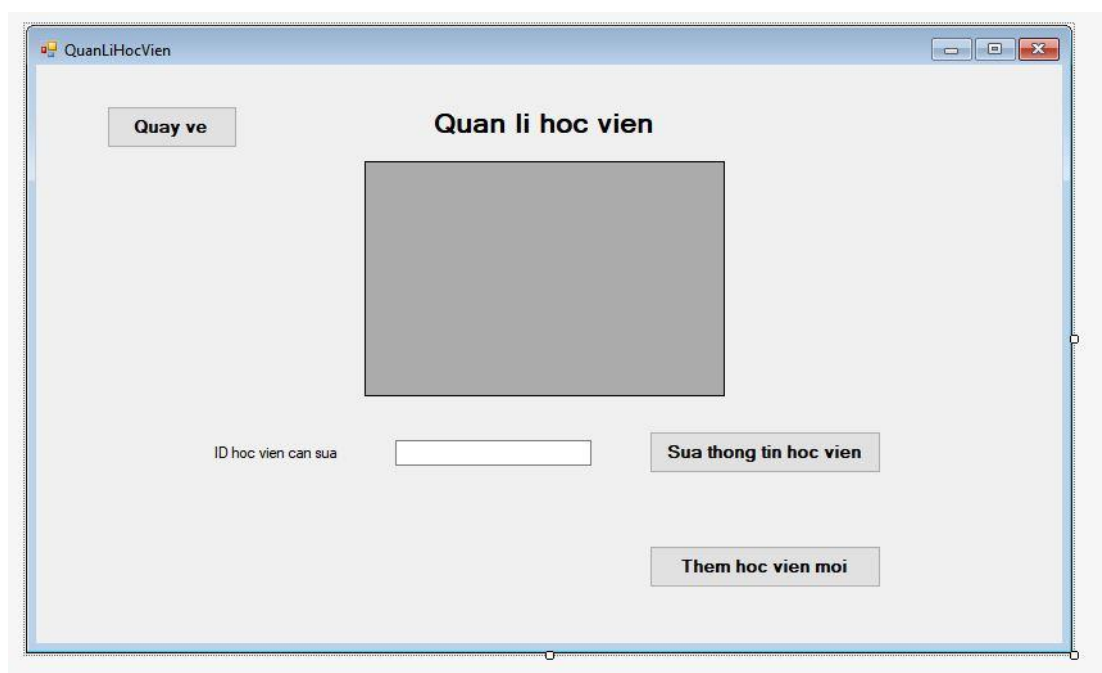 QuanLiHocVien
Quay ve
Quan li hoc vien
ID hoc vien can sua
Sua thong tin hoc vien
Them hoc vien moi